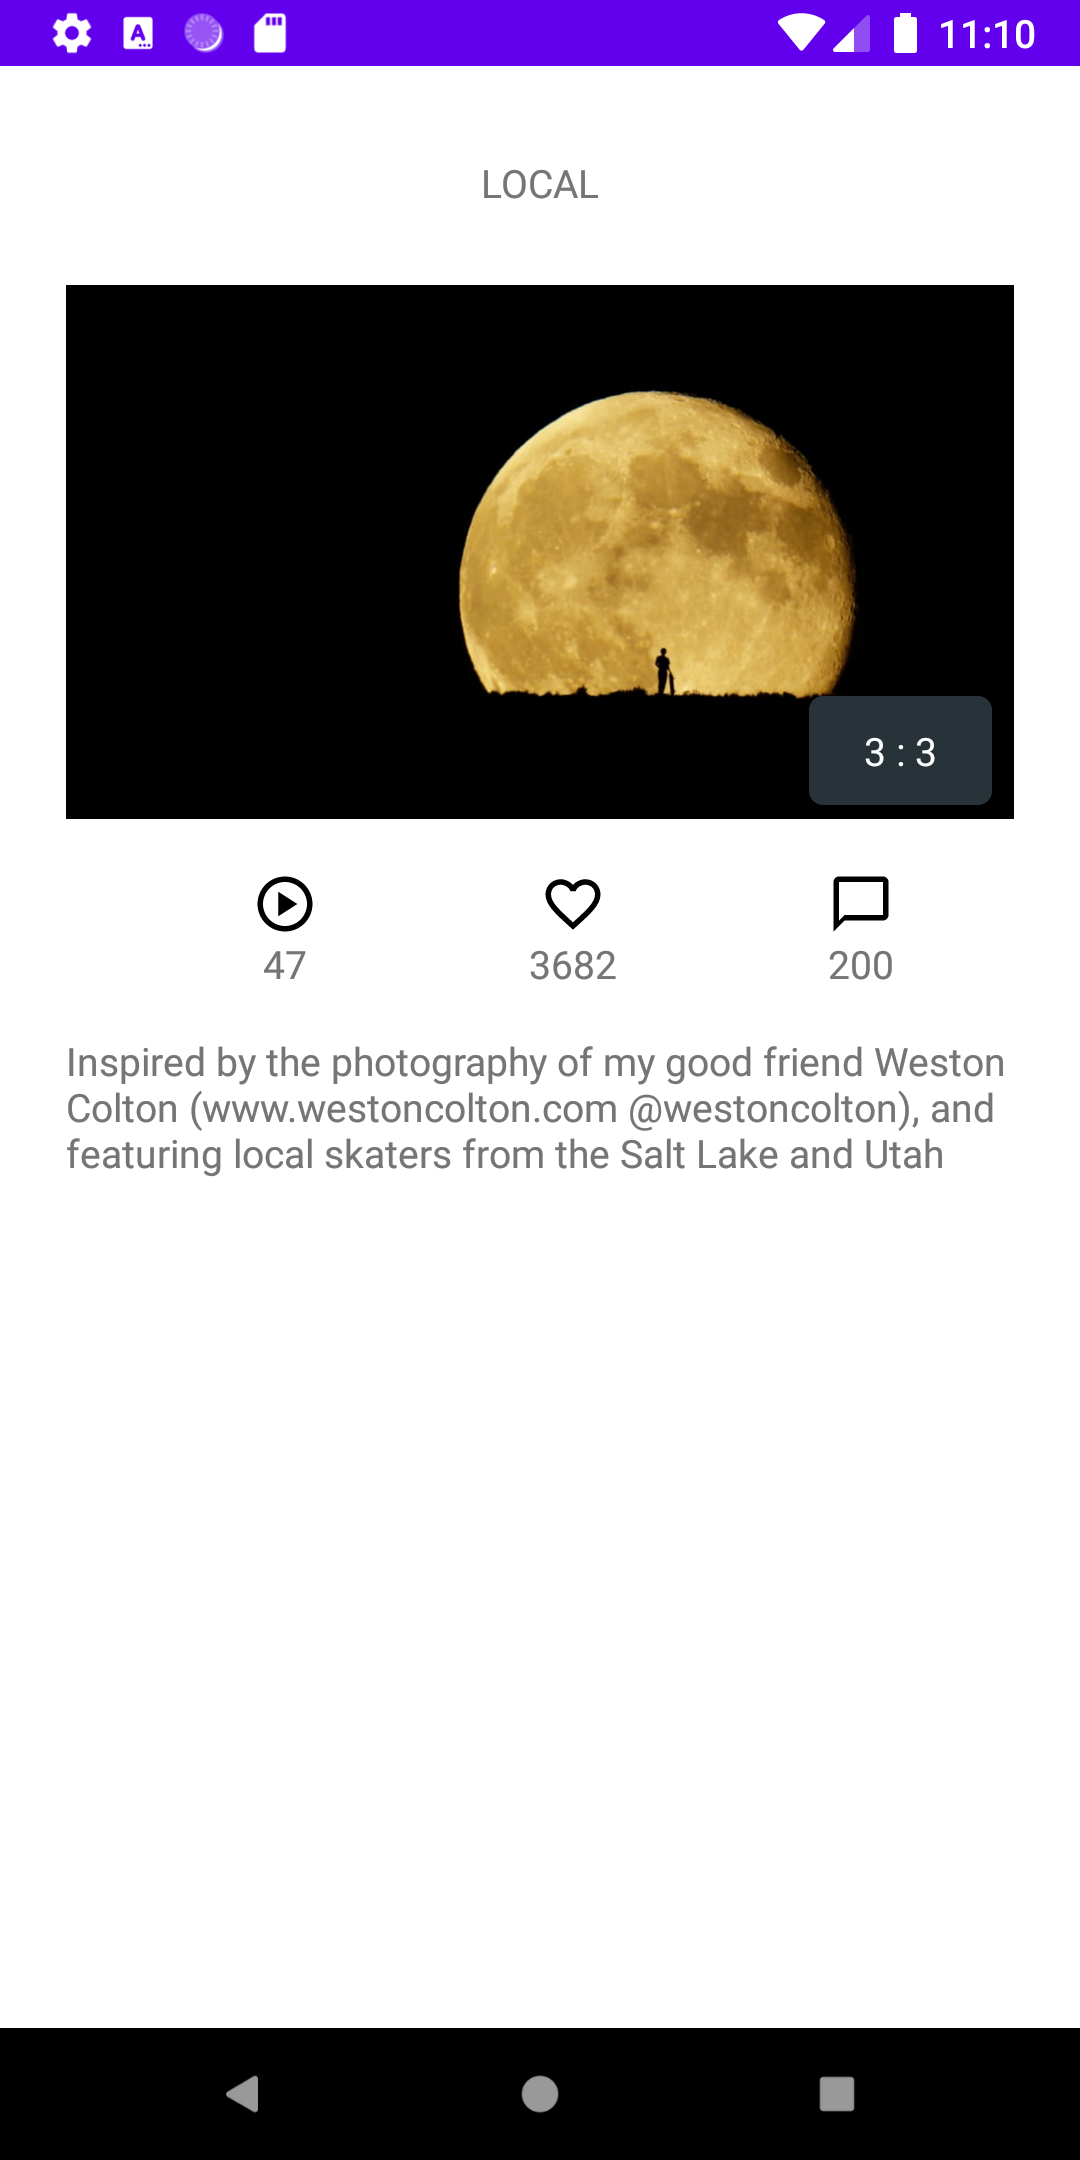 11:10
LOCAL
3 : 3
47
3682
200
Inspired by the photography of my good friend Weston
Colton (www.westoncolton.com @westoncolton), and
featuring local skaters from the Salt Lake and Utah